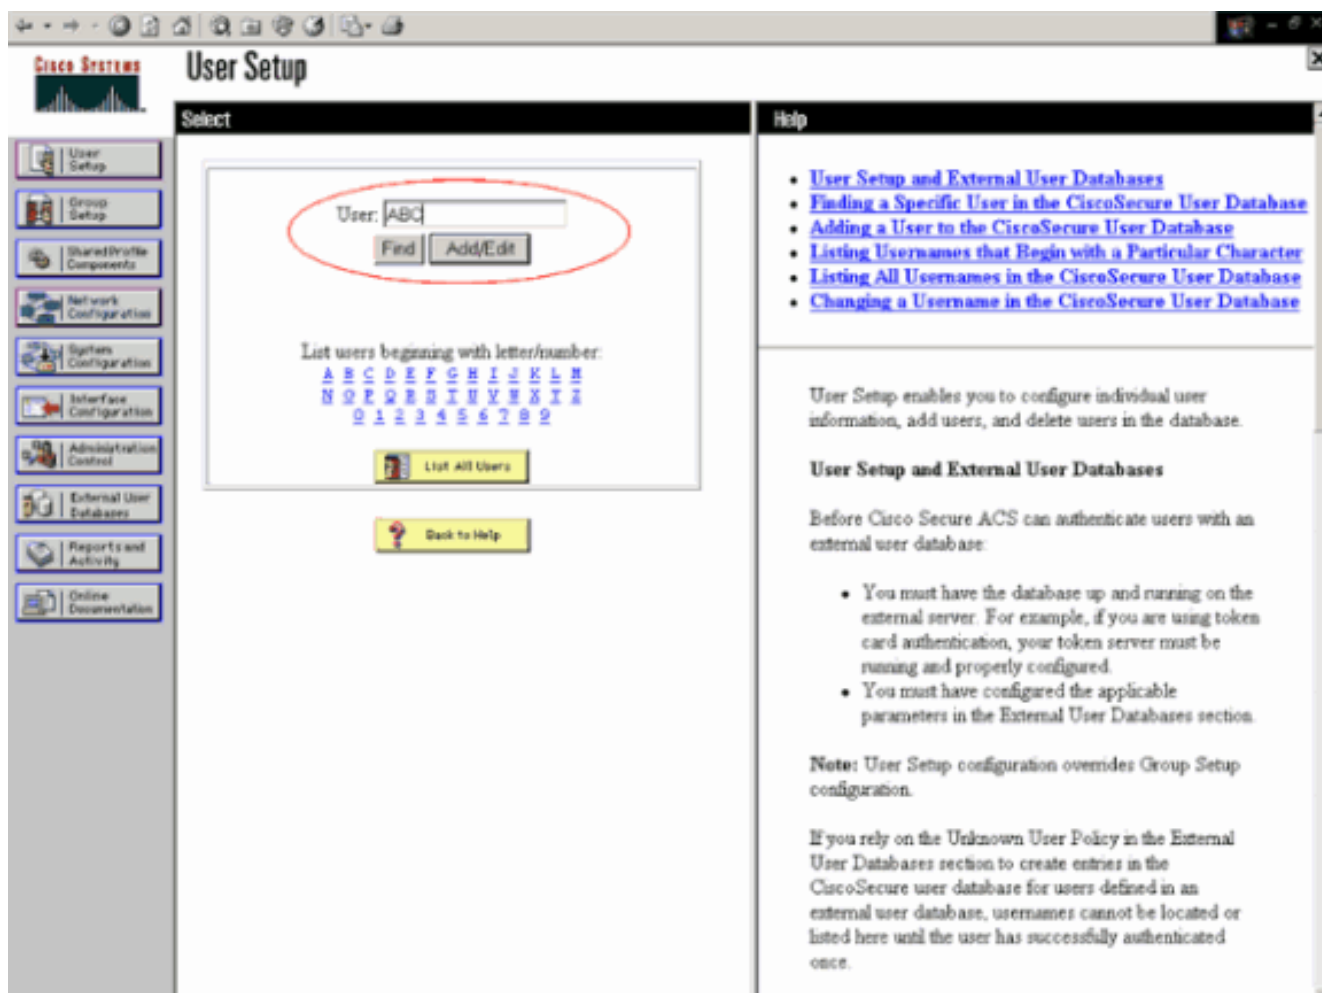 CISCO SYSTEMS
User Setup
Select
Help
User Setup
Group Setup
Shared Profile Components
Network Configuration
System Configuration
Interface Configuration
Administration Control
External User Databases
Reports and Activity
Online Documentation
User: ABC
Find Add/Edit
List users beginning with letter/number:
A B C D E F G H I J K L M
N O P Q R S T U V W X Y Z
0 1 2 3 4 5 6 7 8 9
List All Users
Back to Help
User Setup and External User Databases
Finding a Specific User in the CiscoSecure User Database
Adding a User to the CiscoSecure User Database
Listing Usernames that Begin with a Particular Character
Listing All Usernames in the CiscoSecure User Database
Changing a Username in the CiscoSecure User Database
User Setup enables you to configure individual user
information, add users, and delete users in the database.
User Setup and External User Databases
Before Cisco Secure ACS can authenticate users with an
external user database:
You must have the database up and running on the
external server. For example, if you are using token
card authentication, your token server must be
running and properly configured.
You must have configured the applicable
parameters in the External User Databases section.
Note: User Setup configuration overrides Group Setup
configuration.
If you rely on the Unknown User Policy in the External
User Databases section to create entries in the
CiscoSecure user database for users defined in an
external user database, usernames cannot be located or
listed here until the user has successfully authenticated
once.